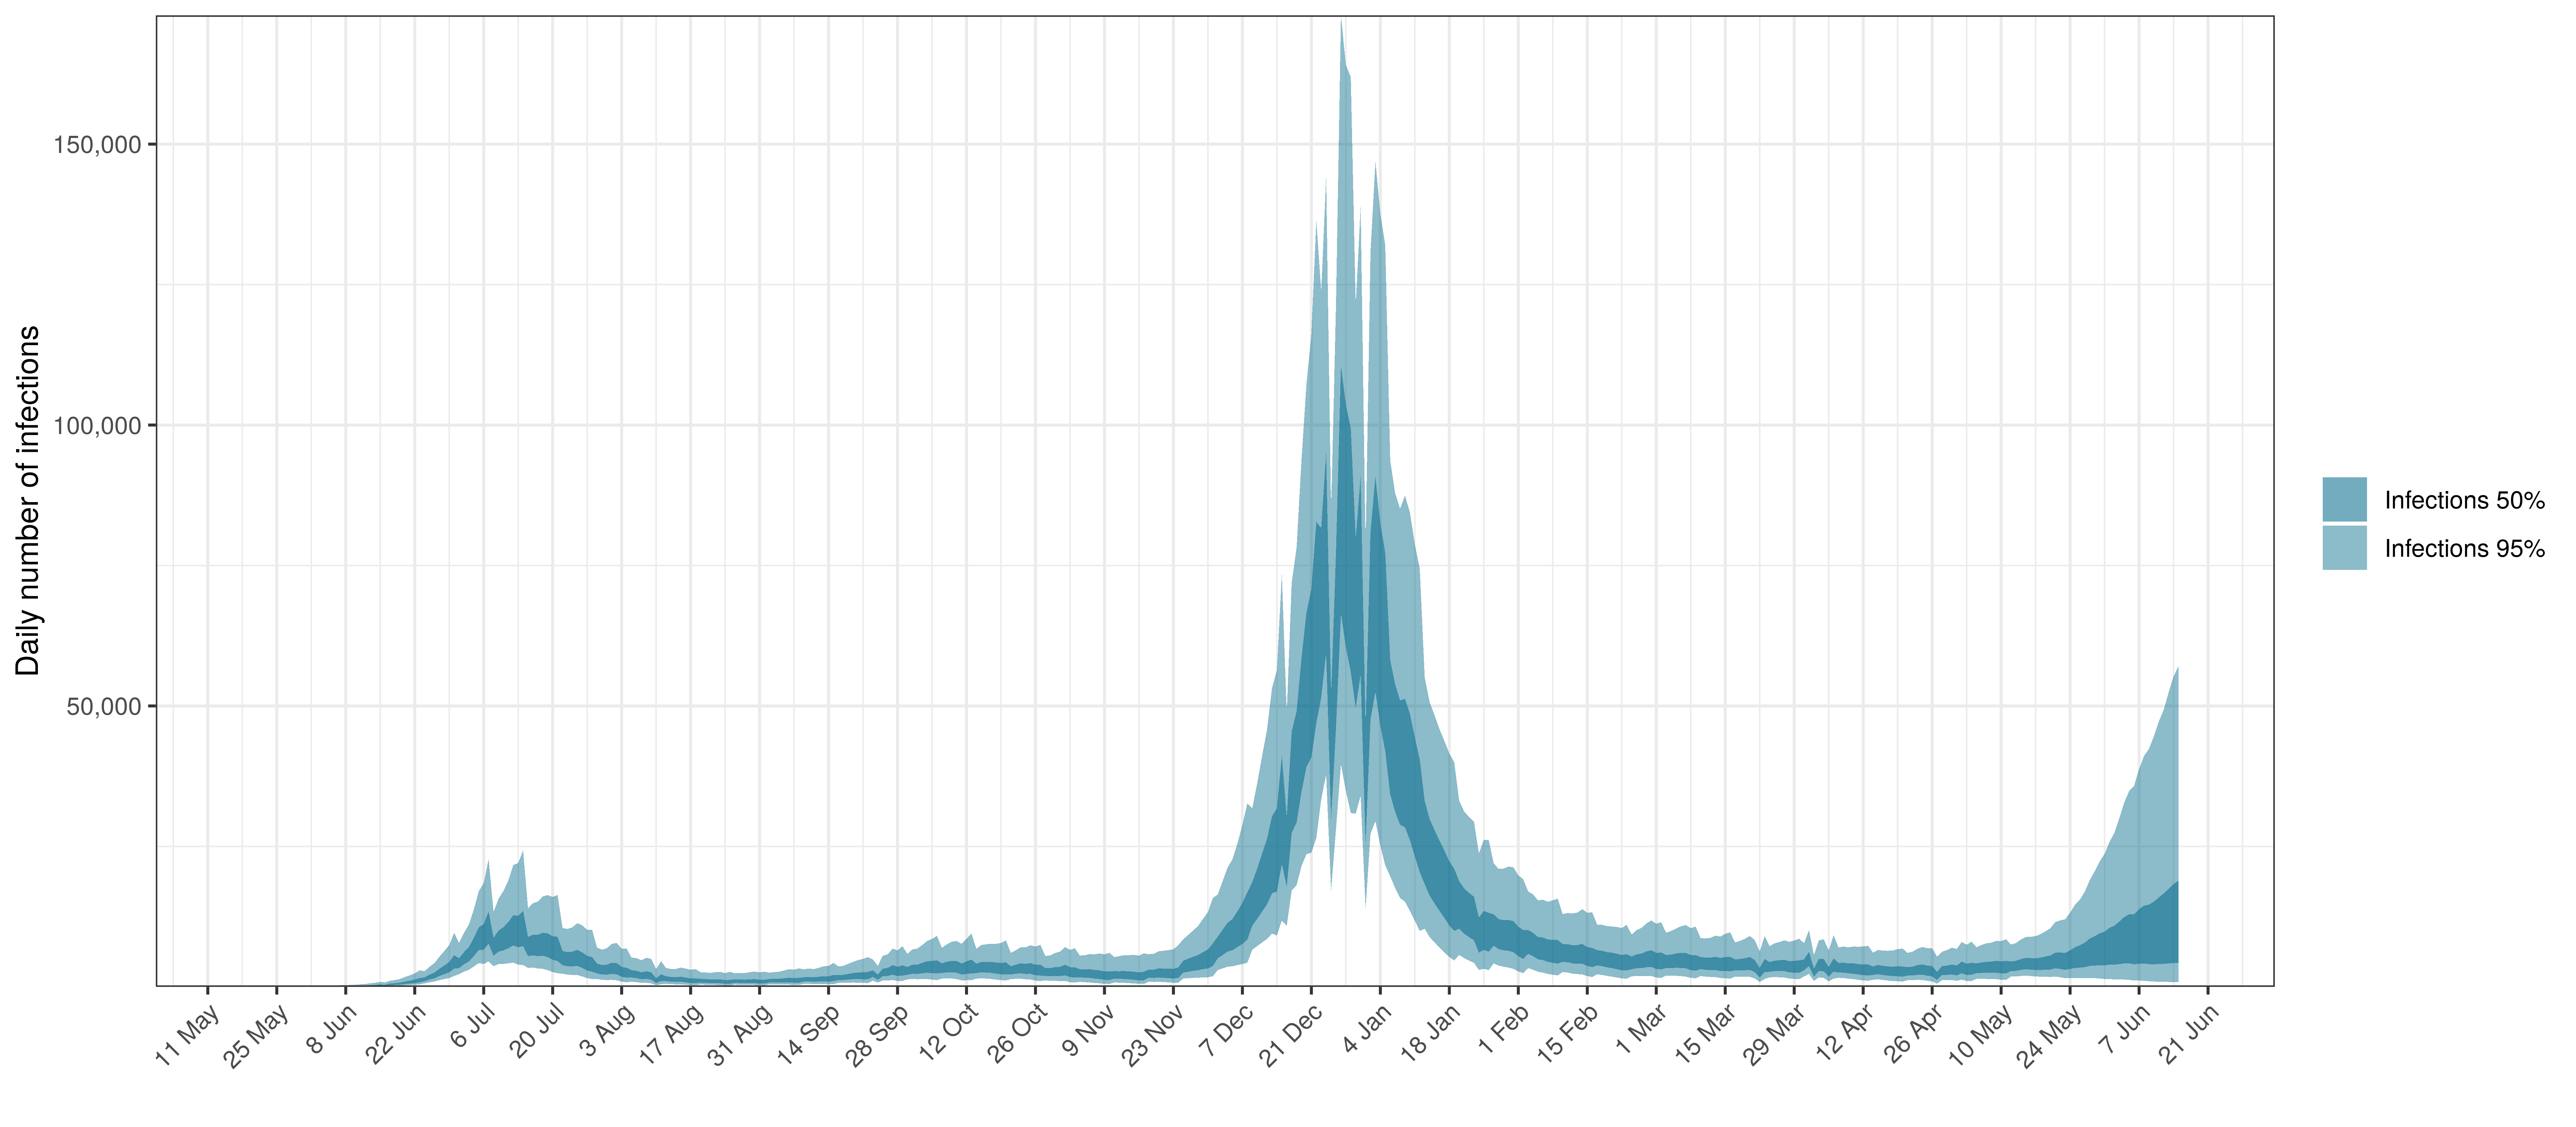 Daily number of infections
150,000
100,000
50,000
11 May
25 May
8 Jun
22 Jun
6 Jul
20 Jul
3 Aug
17 Aug
31 Aug
14 Sep
28 Sep
12 Oct
26 Oct
9 Nov
23 Nov
7 Dec
21 Dec
4 Jan
18 Jan
1 Feb
15 Feb
1 Mar
15 Mar
29 Mar
12 Apr
26 Apr
10 May
24 May
7 Jun
21 Jun
Infections 50%
Infections 95%